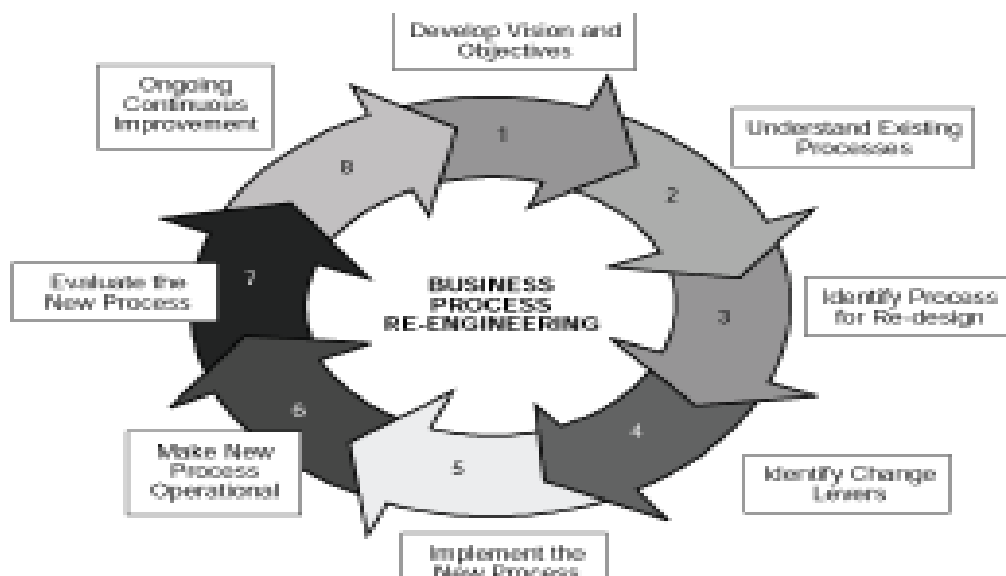 Develop Vision and
Objectives
Ongoing
Continuous
Improvement
Understand Existing
Processes
1
8
2
Evaluate the
New Process
7
BUSINESS
PROCESS
RE-ENGINEERING
3
Identify Process
for Re-design
6
4
5
Make New
Process
Operational
Identify Change
Levers
Implement the
New Process